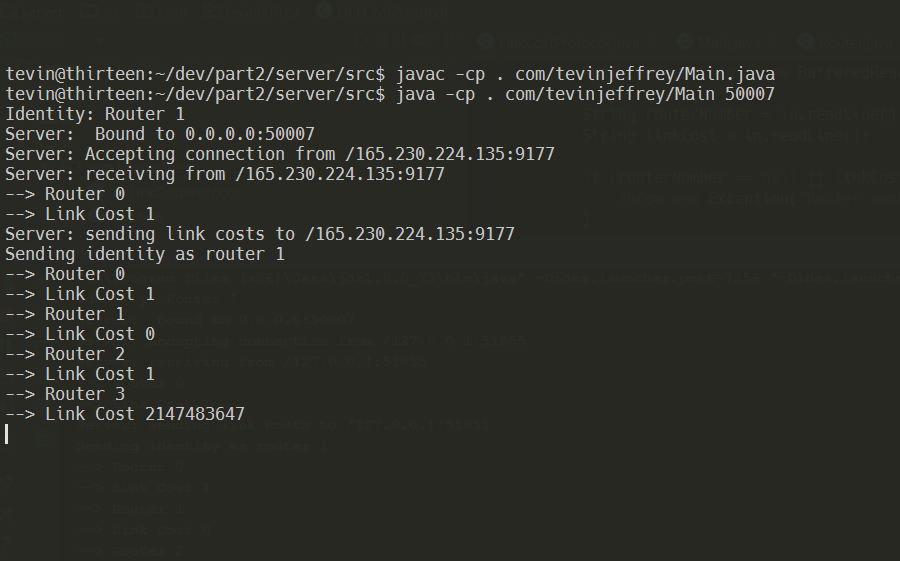 tevin@thirteen:~/dev/part2/server/src$ javac -cp . com/tevinjeffrey/Main.java
tevin@thirteen:~/dev/part2/server/src$ java -cp . com/tevinjeffrey/Main 50007
Identity: Router 1
Server:  Bound to 0.0.0.0:50007
Server: Accepting connection from /165.230.224.135:9177
Server: receiving from /165.230.224.135:9177
--> Router 0
--> Link Cost 1
Server: sending link costs to /165.230.224.135:9177
Sending identity as router 1
--> Router 0
--> Link Cost 1
--> Router 1
--> Link Cost 0
--> Router 2
--> Link Cost 1
--> Router 3
--> Link Cost 2147483647